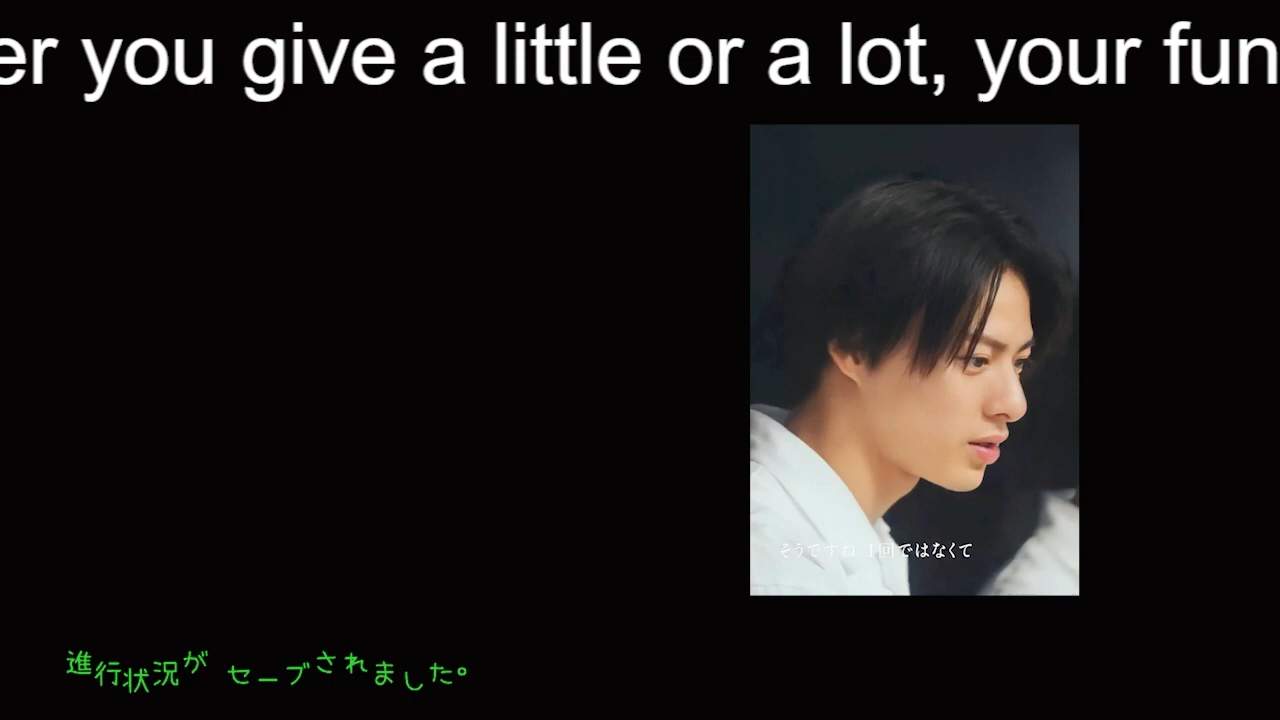 er you give a little or a lot, your fun
そうですね 1回ではなくて
進行状況が セーブされました。